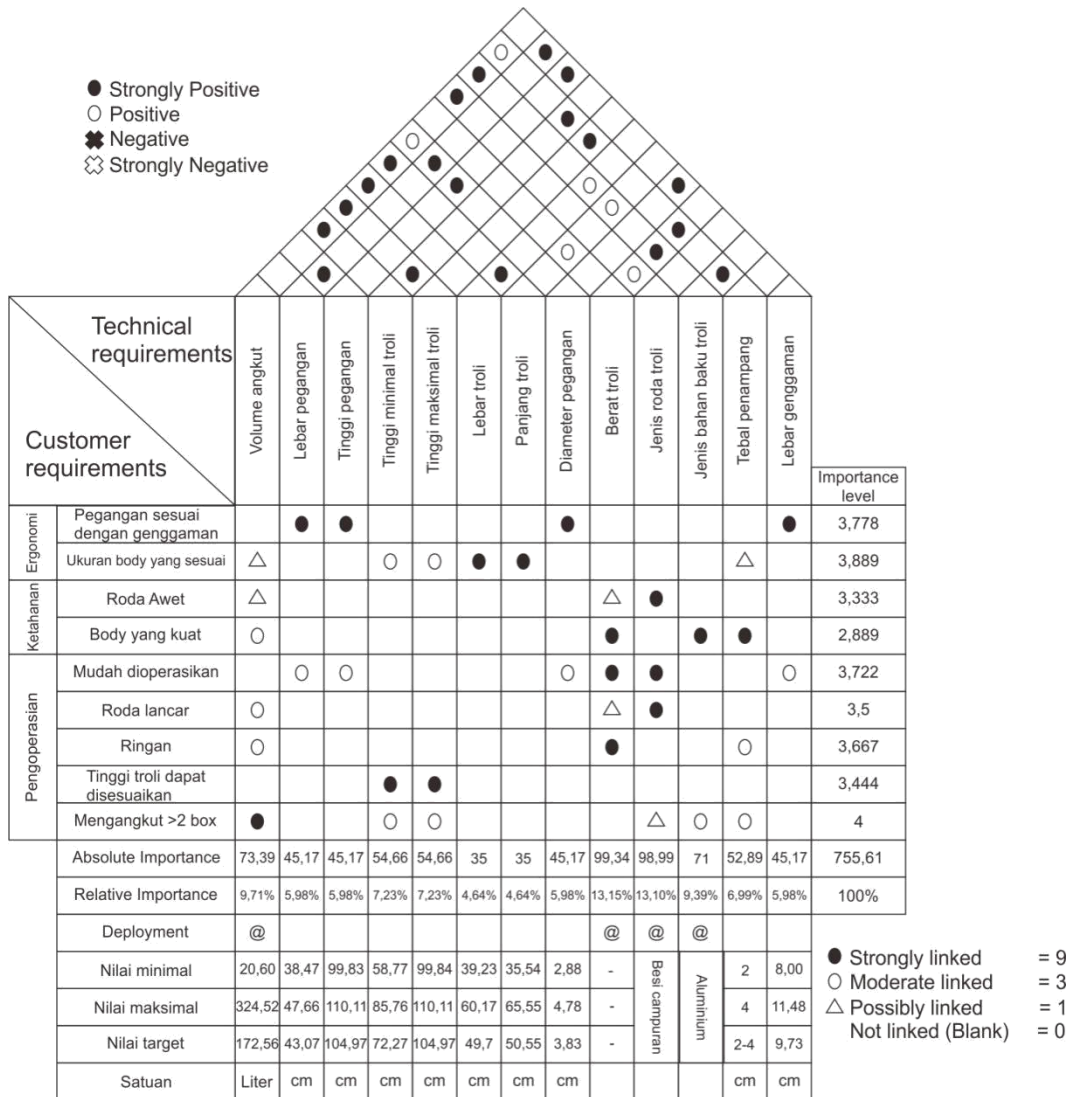 Strongly Positive
Positive
Negative
Strongly Negative
Technical
requirements
Customer
requirements
Volume angkut
Lebar pegangan
Tinggi pegangan
Tinggi minimal troli
Tinggi maksimal troli
Lebar troli
Panjang troli
Diameter pegangan
Berat troli
Jenis roda troli
Jenis bahan baku troli
Tebal penampang
Lebar genggaman
Importance
level
Ergonomi
Pegangan sesuai
dengan genggaman
3,778
Ukuran body yang sesuai
3,889
Ketahanan
Roda Awet
3,333
Body yang kuat
2,889
Pengoperasian
Mudah dioperasikan
3,722
Roda lancar
3,5
Ringan
3,667
Tinggi troli dapat
disesuaikan
3,444
Mengangkut >2 box
4
Absolute Importance 73,39 45,17 45,17 54,66 54,66 35 35 45,17 99,34 98,99 71 52,89 45,17 755,61
Relative Importance 9,71% 5,98% 5,98% 7,23% 7,23% 4,64% 4,64% 5,98% 13,15% 13,10% 9,39% 6,99% 5,98% 100%
Deployment @ @ @ @
Nilai minimal 20,60 38,47 99,83 58,77 99,84 39,23 35,54 2,88 - 2 8,00
Besi campuran
Aluminium
Nilai maksimal 324,52 47,66 110,11 85,76 110,11 60,17 65,55 4,78 - 4 11,48
Nilai target 172,56 43,07 104,97 72,27 104,97 49,7 50,55 3,83 - 2-4 9,73
Satuan Liter cm cm cm cm cm cm cm cm cm
Strongly linked = 9
Moderate linked = 3
Possibly linked = 1
Not linked (Blank) = 0